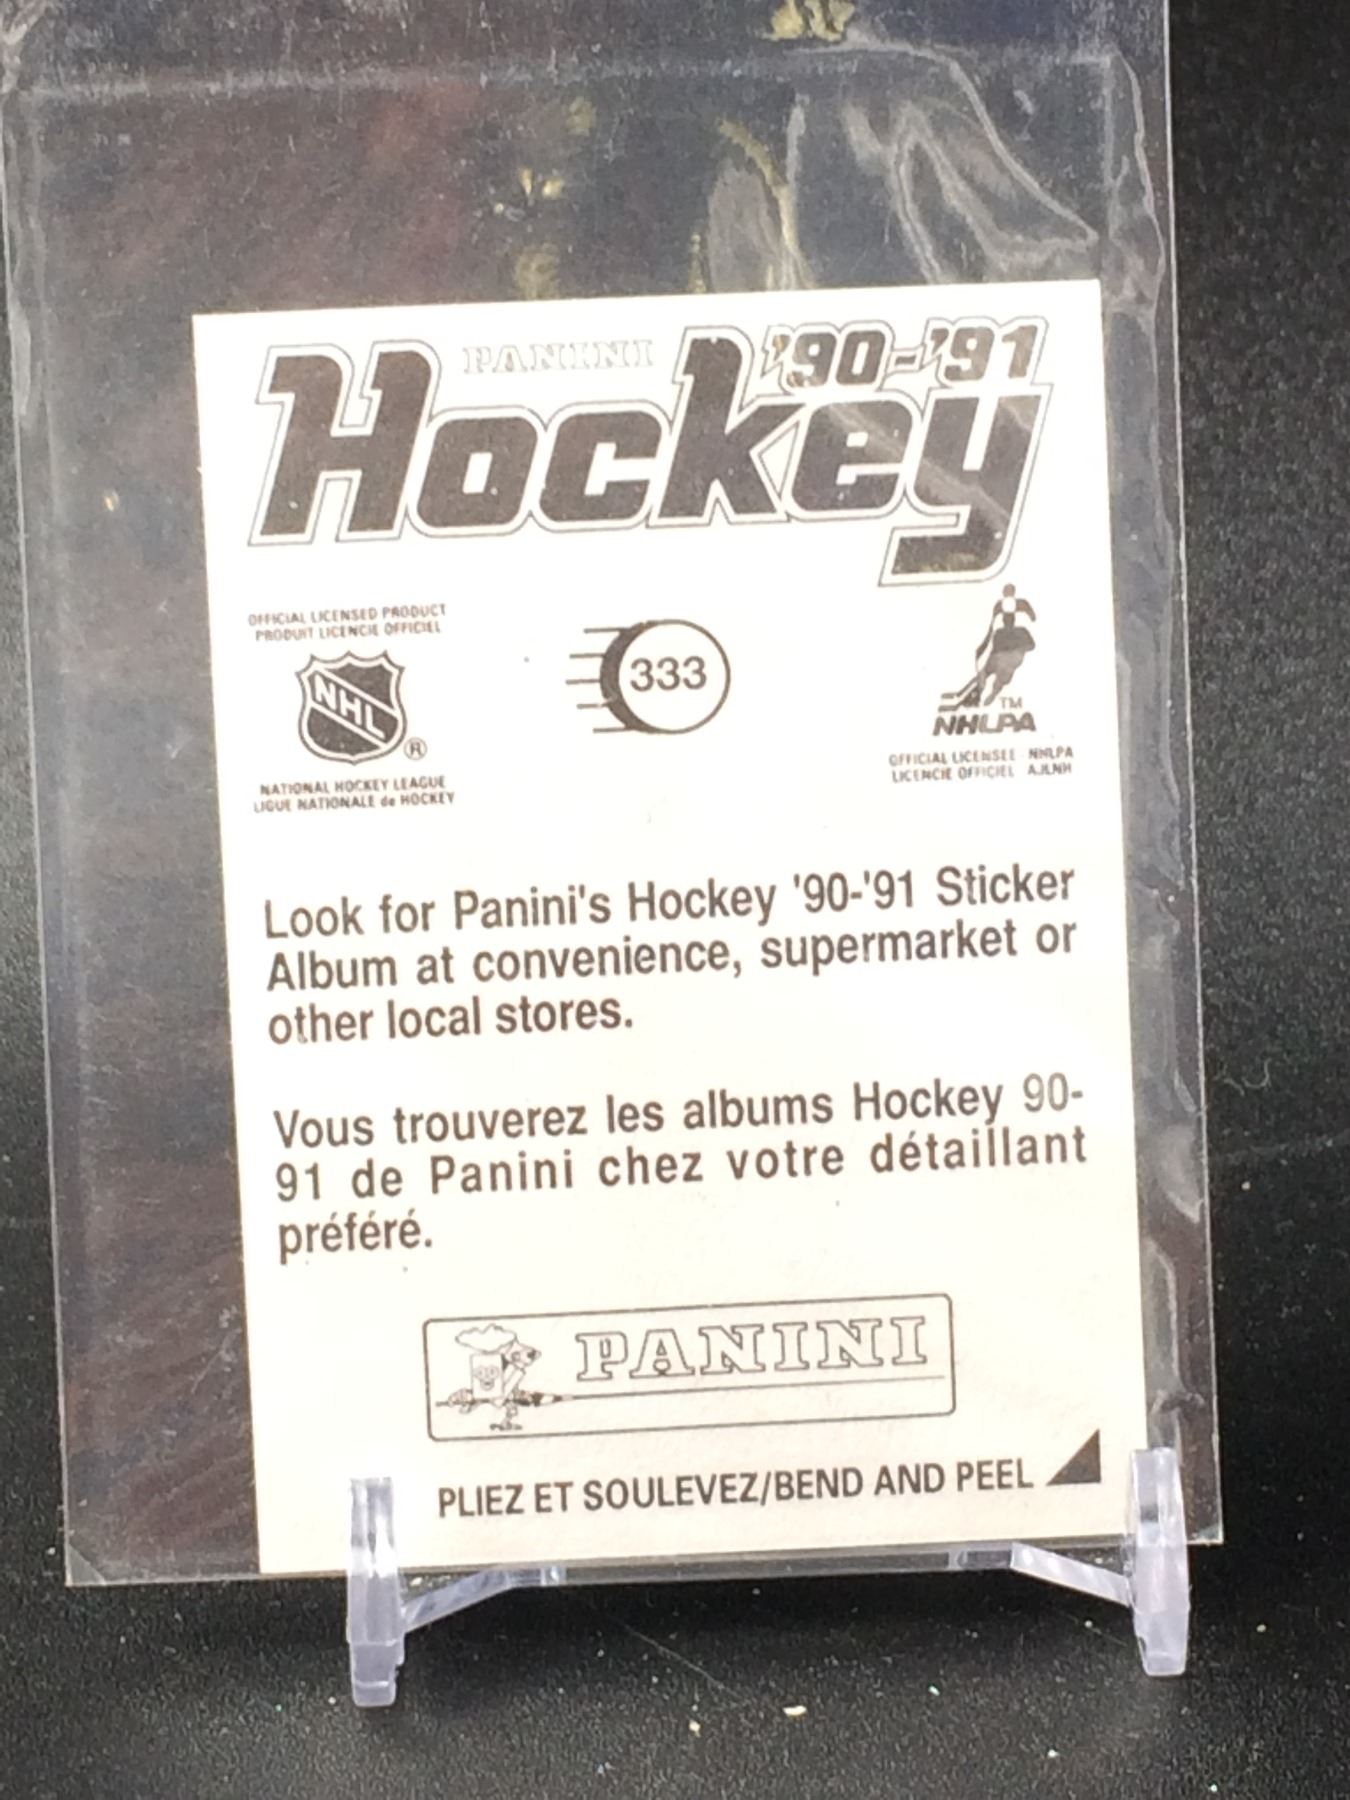 PANINI
Hockey '90-'91
OFFICIAL LICENSED PRODUCT
PRODUIT LICENCIE OFFICIEL
NHL
®
NATIONAL HOCKEY LEAGUE
LIGUE NATIONALE de HOCKEY
333
TM
NHLPA
OFFICIAL LICENSEE NHLPA
LICENCIE OFFICIEL AJLNH
Look for Panini's Hockey '90-'91 Sticker
Album at convenience, supermarket or
other local stores.
Vous trouverez les albums Hockey 90-
91 de Panini chez votre détaillant
préféré.
PANINI
PLIEZ ET SOULEVEZ/BEND AND PEEL